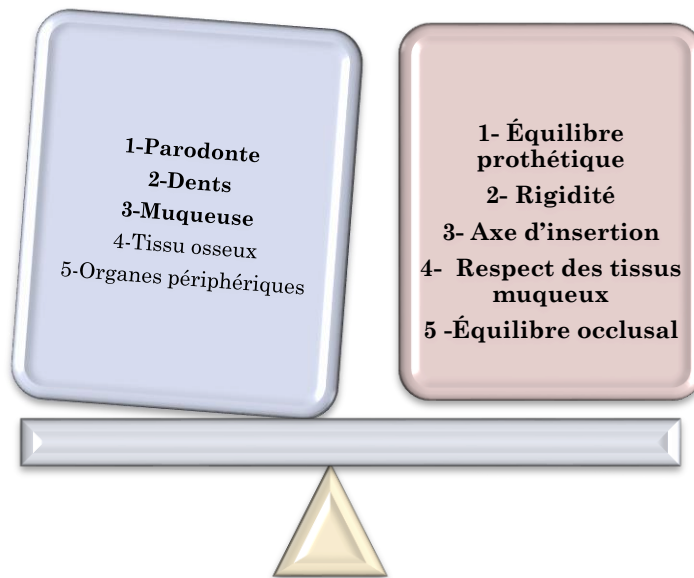 1-Parodonte
2-Dents
3-Muqueuse
4-Tissu osseux
5-Organes périphériques
1- Équilibre
prothétique
2- Rigidité
3- Axe d’insertion
4- Respect des tissus
muqueux
5 -Équilibre occlusal